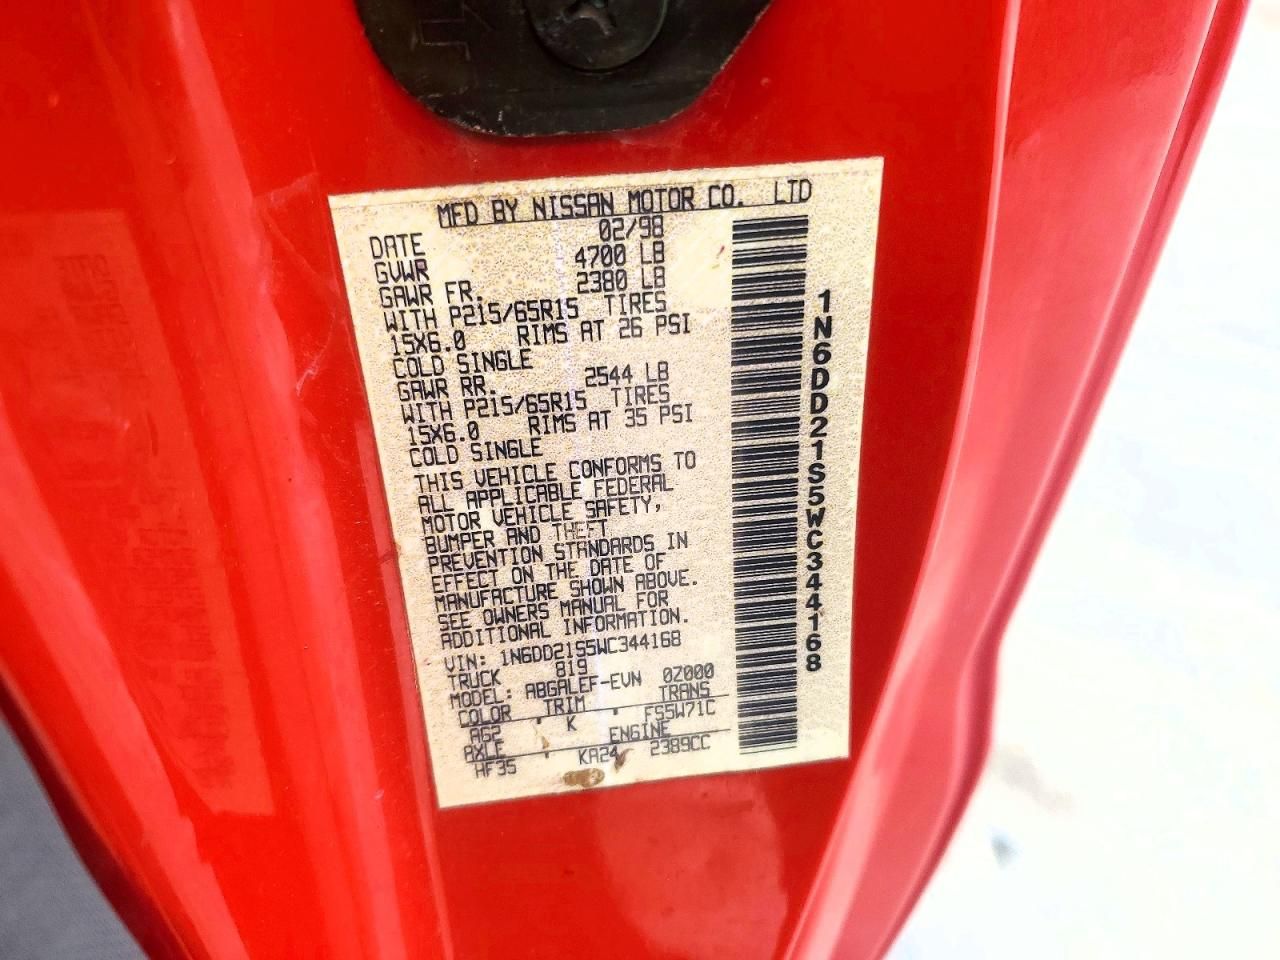 MFD BY NISSAN MOTOR CO. LTD
DATE 02/98
GVWR 4700 LB
GAWR FR. 2380 LB
WITH P215/65R15 TIRES
15X6.0 RIMS AT 26 PSI
COLD SINGLE
GAWR RR. 2544 LB
WITH P215/65R15 TIRES
15X6.0 RIMS AT 35 PSI
COLD SINGLE
THIS VEHICLE CONFORMS TO
ALL APPLICABLE FEDERAL
MOTOR VEHICLE SAFETY,
BUMPER AND THEFT
PREVENTION STANDARDS IN
EFFECT ON THE DATE OF
MANUFACTURE SHOWN ABOVE.
SEE OWNERS MANUAL FOR
ADDITIONAL INFORMATION.
VIN: 1N6DD21S5WC344168
TRUCK 819
MODEL: ABGALEF-EVN 0Z000
COLOR TRIM TRANS
AG2 K FS5W71C
AXLE ENGINE
HF35 KA24 2389CC
1N6DD21S5WC344168